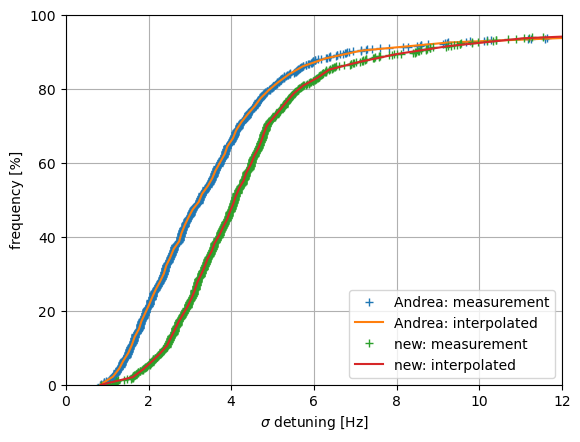 100
80
60
40
20
0
frequency [%]
0 2 4 6 8 10 12
σ detuning [Hz]
Andrea: measurement
Andrea: interpolated
new: measurement
new: interpolated